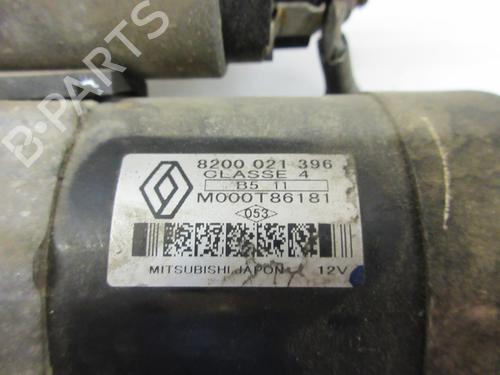 8200 021 396
CLASSE 4
B5 11
M000T86181
053
MITSUBISHI JAPON 12V
B-PARTS